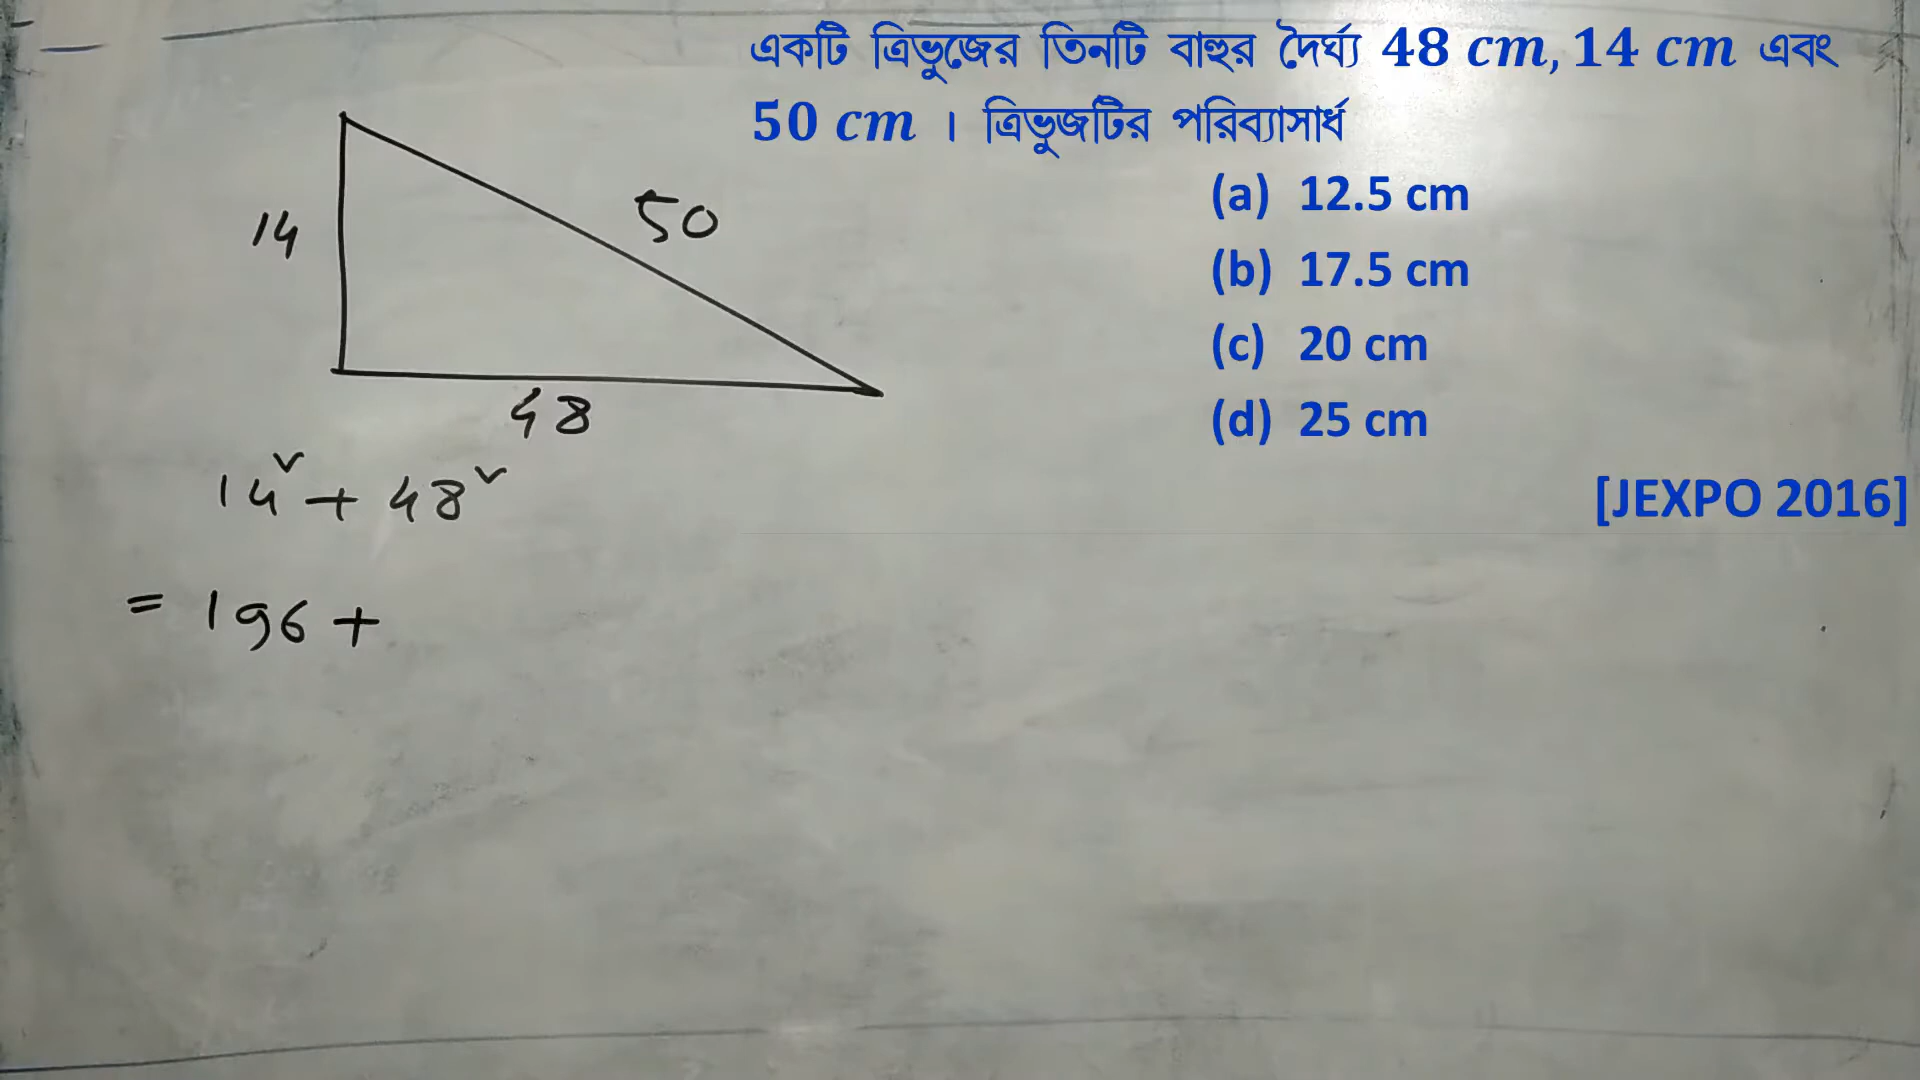 একটি ত্রিভুজের তিনটি বাহুর দৈর্ঘ্য 48 cm, 14 cm এবং
50 cm । ত্রিভুজটির পরিব্যাসার্ধ
(a) 12.5 cm
(b) 17.5 cm
(c) 20 cm
(d) 25 cm
[JEXPO 2016]
14
50
48
14² + 48²
= 196 +